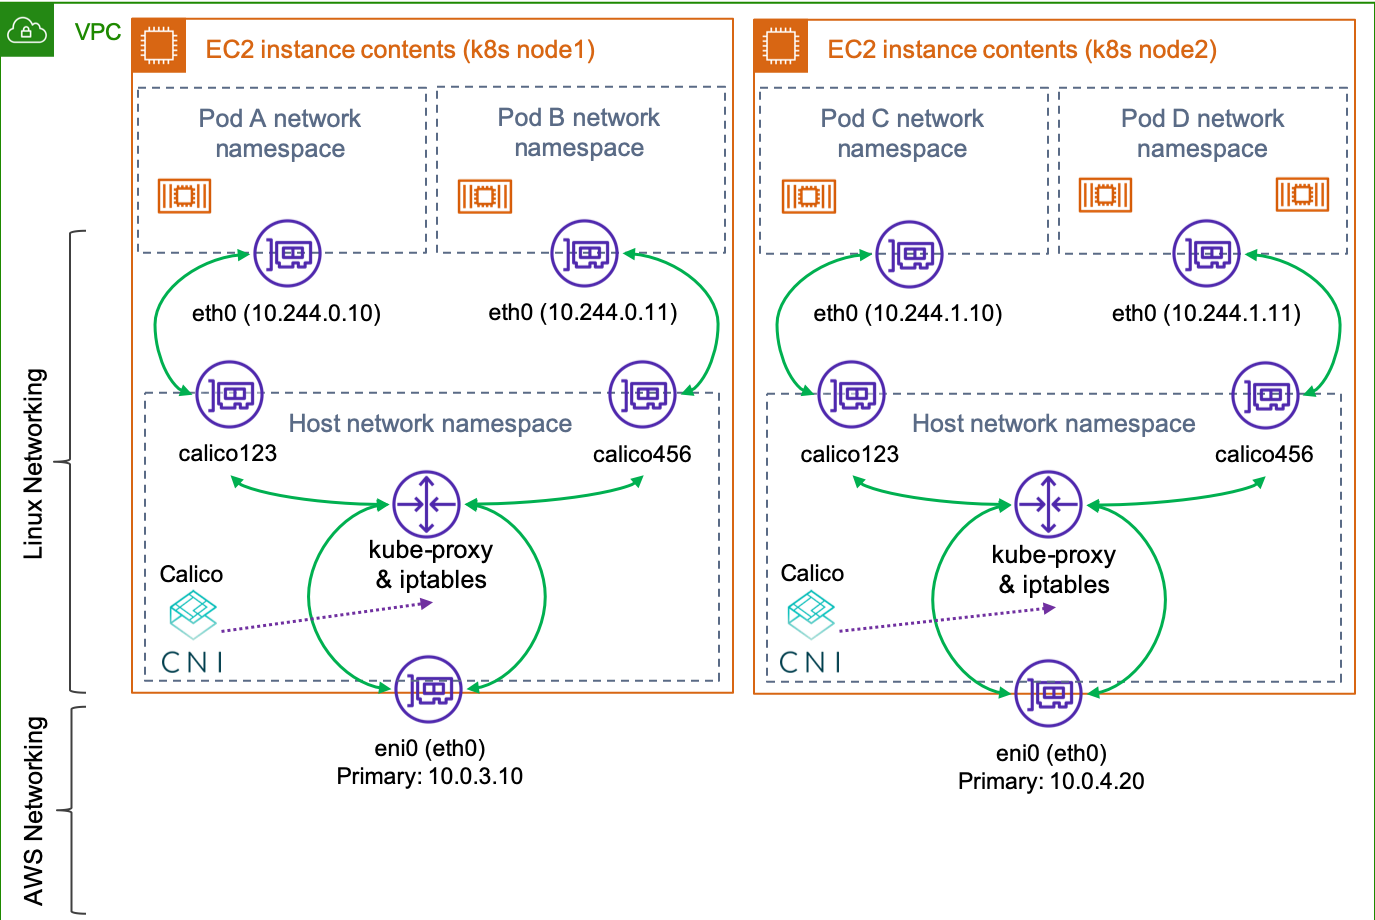 VPC
EC2 instance contents (k8s node1)
Pod A network
namespace
Pod B network
namespace
eth0 (10.244.0.10)
eth0 (10.244.0.11)
Host network namespace
calico123
calico456
kube-proxy
& iptables
Calico
CNI
eni0 (eth0)
Primary: 10.0.3.10
EC2 instance contents (k8s node2)
Pod C network
namespace
Pod D network
namespace
eth0 (10.244.1.10)
eth0 (10.244.1.11)
Host network namespace
calico123
calico456
kube-proxy
& iptables
Calico
CNI
eni0 (eth0)
Primary: 10.0.4.20
Linux Networking
AWS Networking